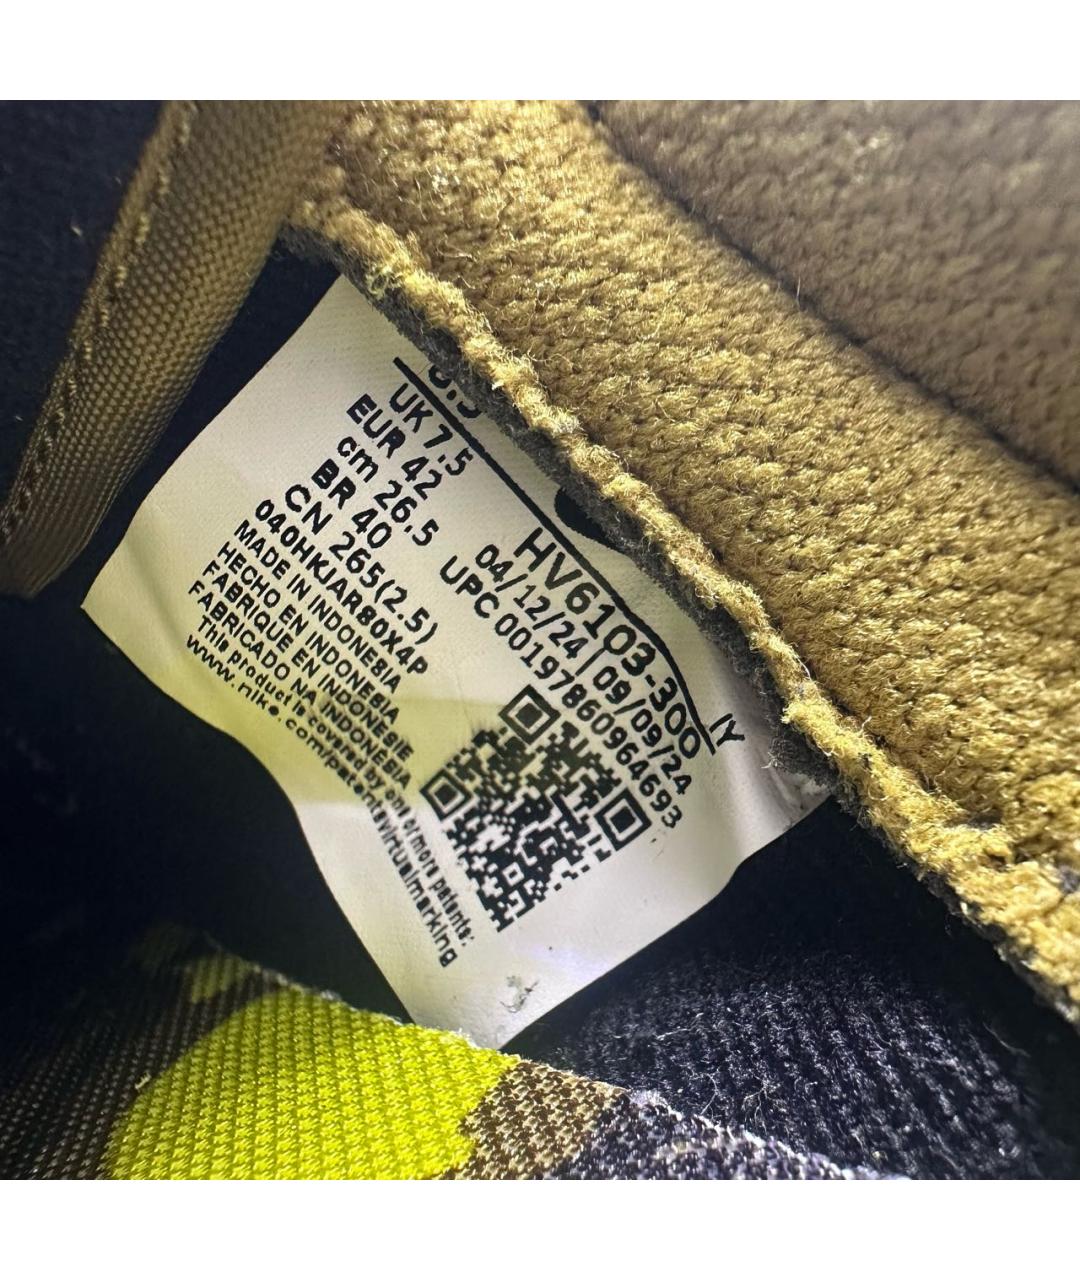 UK 7.5
EUR 42
cm 26.5
BR 40
CN 265(2.5)
040HKJAR80X4P
MADE IN INDONEBIA
HECHO EN INDONESIA
FABRIQUE EN INDONESIE
FABRICADO NA INDONESIA
This product is covered by one or more patents:
www.nike.com/patentsvirtualmarking
HV6103-300 IY
04/12/24|09/09/24
UPC 00197860964693